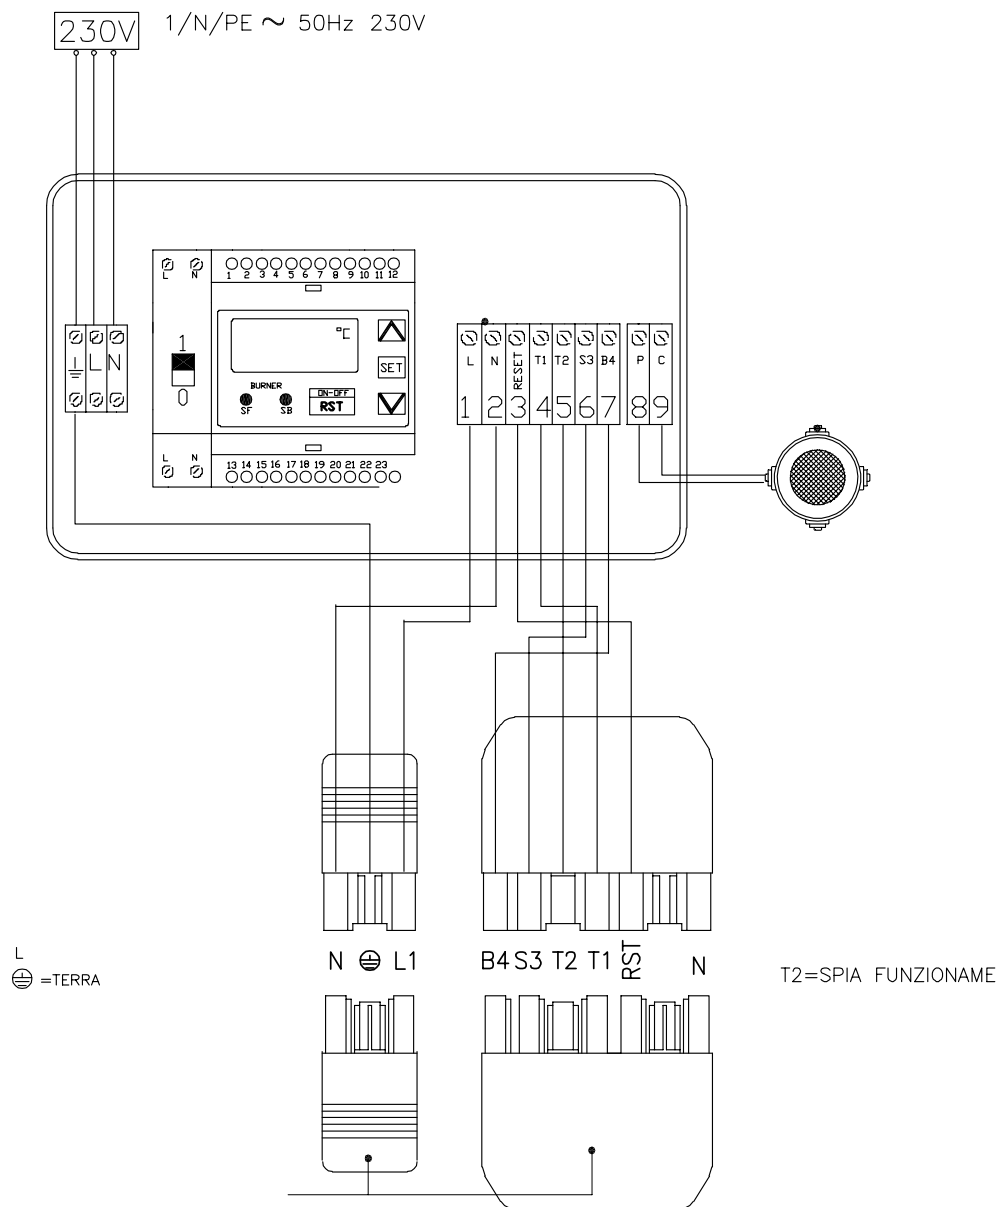 230V
1/N/PE ~ 50Hz 230V
L N
1 2 3 4 5 6 7 8 9 10 11 12
°C
1
SET
BURNER
ON-OFF
RST
SF
SB
0
L N
L N
13 14 15 16 17 18 19 20 21 22 23
L N RESET T1 T2 S3 B4 P C
1 2 3 4 5 6 7 8 9
N L1
B4 S3 T2 T1 RST N
L
=TERRA
T2=SPIA FUNZIONAME